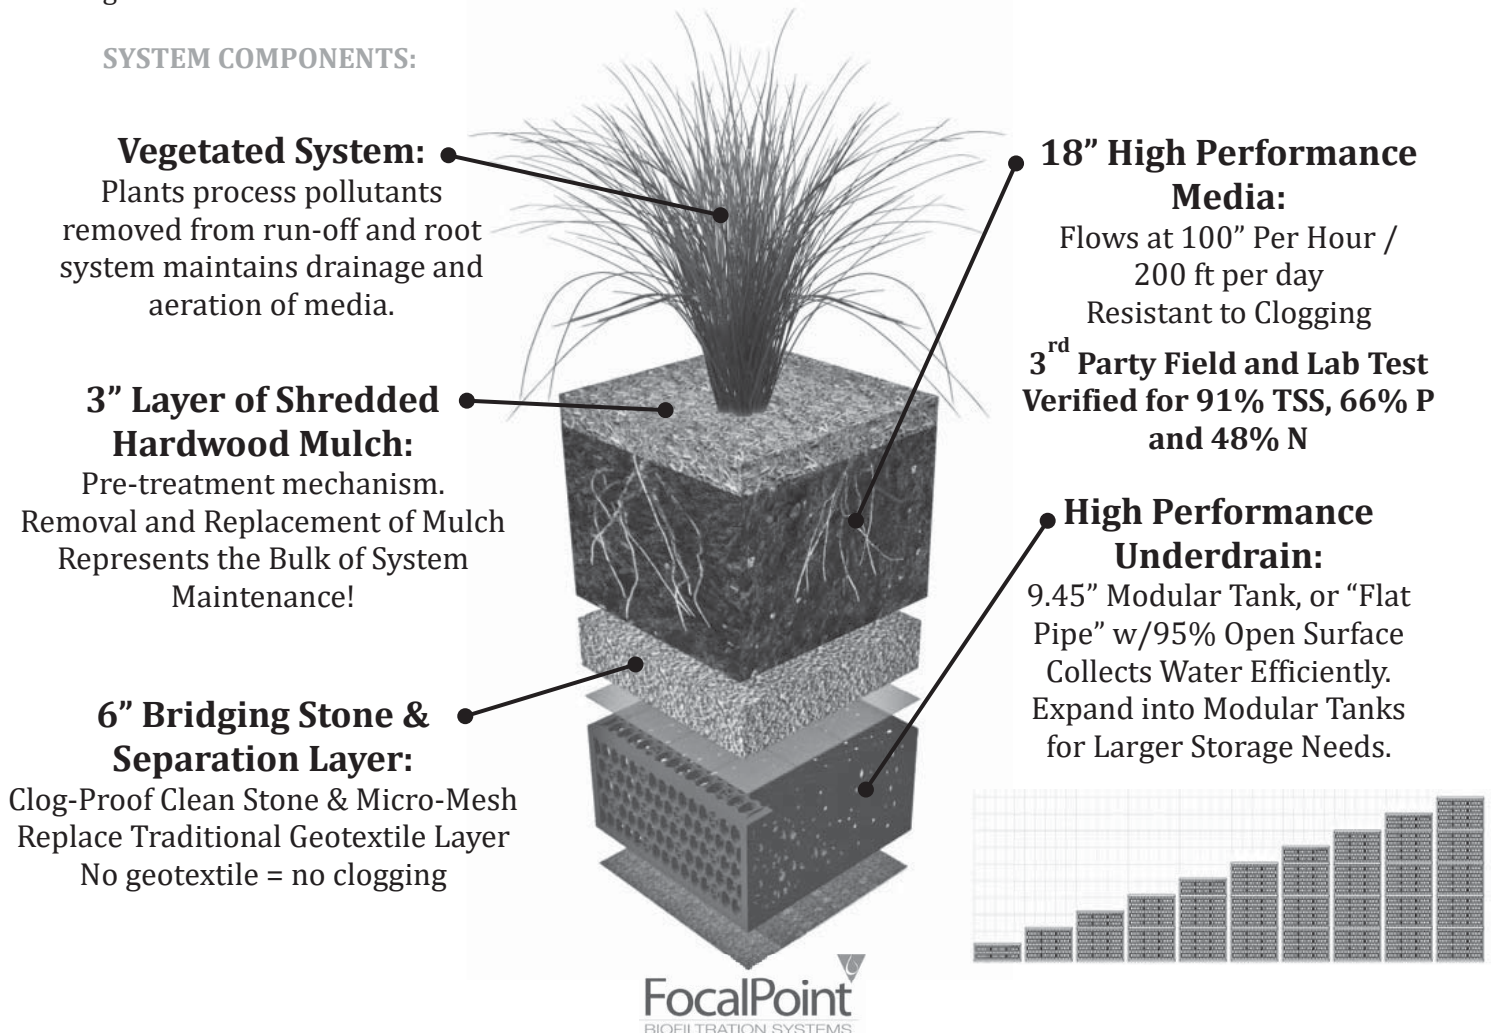 SYSTEM COMPONENTS:
Vegetated System:
Plants process pollutants
removed from run-off and root
system maintains drainage and
aeration of media.
3” Layer of Shredded
Hardwood Mulch:
Pre-treatment mechanism.
Removal and Replacement of Mulch
Represents the Bulk of System
Maintenance!
6” Bridging Stone &
Separation Layer:
Clog-Proof Clean Stone & Micro-Mesh
Replace Traditional Geotextile Layer
No geotextile = no clogging
18” High Performance
Media:
Flows at 100” Per Hour /
200 ft per day
Resistant to Clogging
3rd Party Field and Lab Test
Verified for 91% TSS, 66% P
and 48% N
High Performance
Underdrain:
9.45” Modular Tank, or “Flat
Pipe” w/95% Open Surface
Collects Water Efficiently.
Expand into Modular Tanks
for Larger Storage Needs.
FocalPoint
BIOFILTRATION SYSTEMS